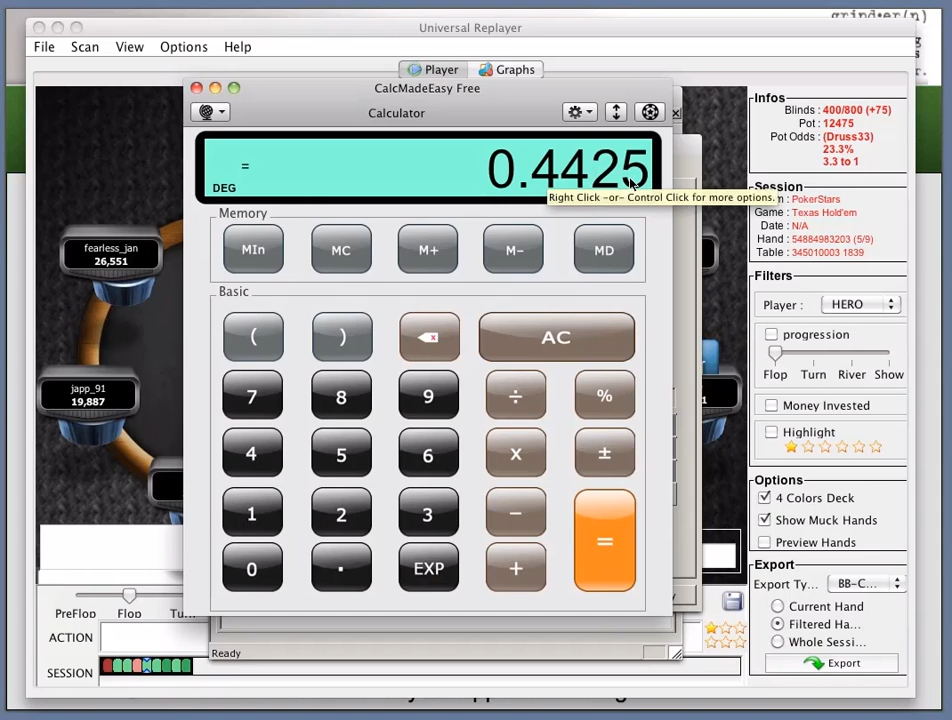 grind•er(n)
Universal Replayer
File Scan View Options Help
Player Graphs
CalcMadeEasy Free
Calculator
=
0.4425
DEG
Right Click -or- Control Click for more options.
Memory
MIn MC M+ M- MD
Basic
( ) x AC
7 8 9 ÷ %
4 5 6 x ±
1 2 3 − =
0 . EXP +
fearless_jan
26,551
japp_91
19,887
Infos
Blinds: 400/800 (+75)
Pot: 12475
Pot Odds: (Druss33)
23.3%
3.3 to 1
Session
: PokerStars
Game: Texas Hold'em
Date: N/A
Hand: 54884983203 (5/9)
Table: 345010003 1839
Filters
Player: HERO
progression
Flop Turn River Show
Money Invested
Highlight
Options
4 Colors Deck
Show Muck Hands
Preview Hands
Export
Export Ty... BB-C...
Current Hand
Filtered Ha...
Whole Sessi...
Export
PreFlop Flop
ACTION
SESSION
Ready